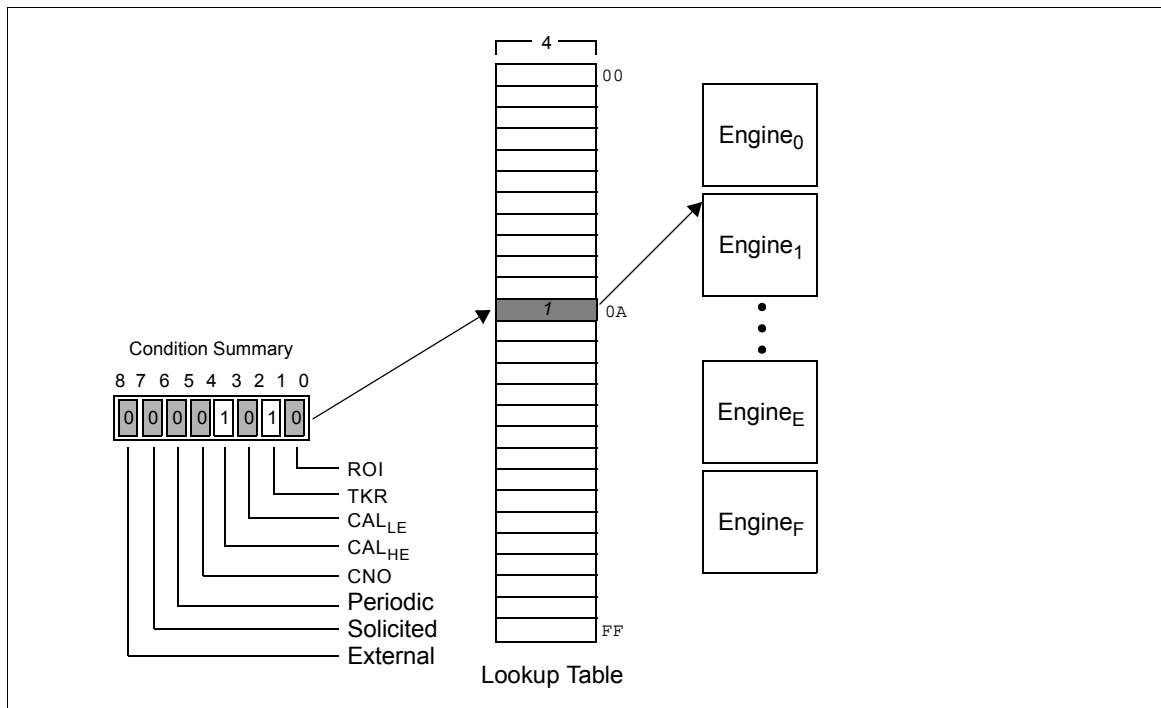 4
00
Engine0
Engine1
1
0A
Condition Summary
8 7 6 5 4 3 2 1 0
0 0 0 0 1 0 1 0
EngineE
ROI
TKR
CALLE
EngineF
CALHE
CNO
Periodic
Solicited
FF
External
Lookup Table